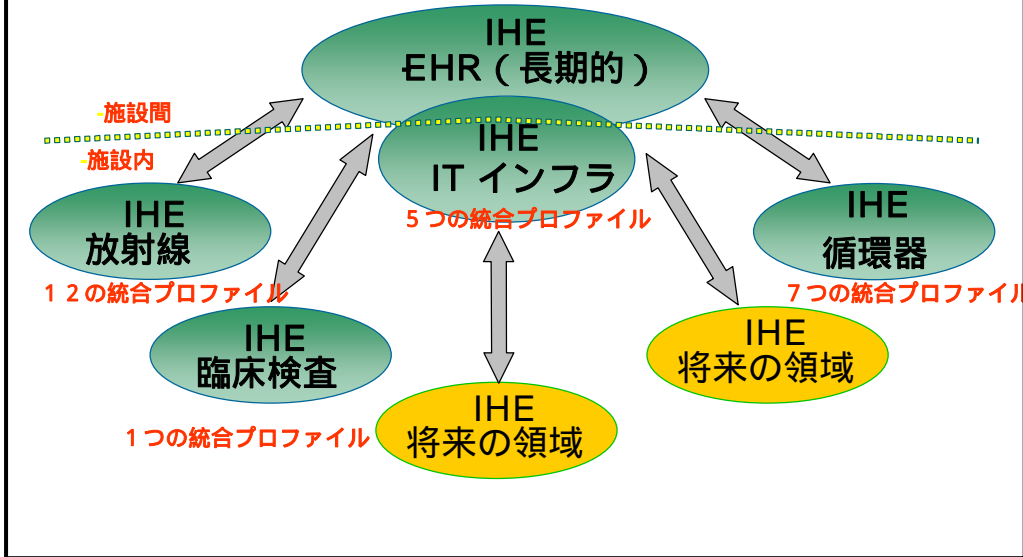 IHE
EHR（長期的）
-施設間
-施設内
IHE
IT インフラ
５つの統合プロファイル
IHE
放射線
１２の統合プロファイル
IHE
循環器
７つの統合プロファイル
IHE
臨床検査
１つの統合プロファイル
IHE
将来の領域
IHE
将来の領域